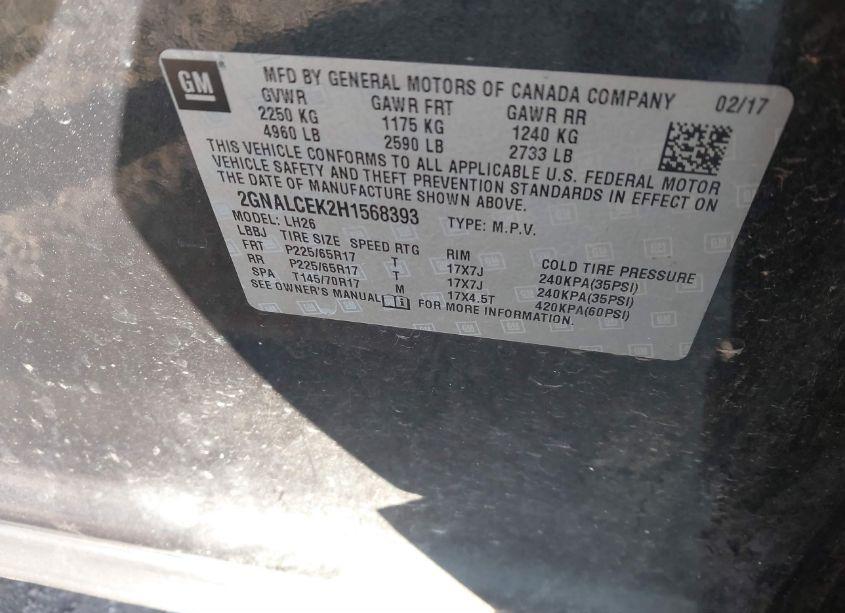 GM
MFD BY GENERAL MOTORS OF CANADA COMPANY 02/17
GVWR GAWR FRT GAWR RR
2250 KG 1175 KG 1240 KG
4960 LB 2590 LB 2733 LB
THIS VEHICLE CONFORMS TO ALL APPLICABLE U.S. FEDERAL MOTOR
VEHICLE SAFETY AND THEFT PREVENTION STANDARDS IN EFFECT ON
THE DATE OF MANUFACTURE SHOWN ABOVE.
2GNALCEK2H1568393 TYPE: M.P.V.
MODEL: LH26
LBBJ TIRE SIZE SPEED RTG RIM COLD TIRE PRESSURE
FRT P225/65R17 T 17X7J 240KPA(35PSI)
RR P225/65R17 T 17X7J 240KPA(35PSI)
SPA T145/70R17 M 17X4.5T 420KPA(60PSI)
SEE OWNER'S MANUAL FOR MORE INFORMATION.